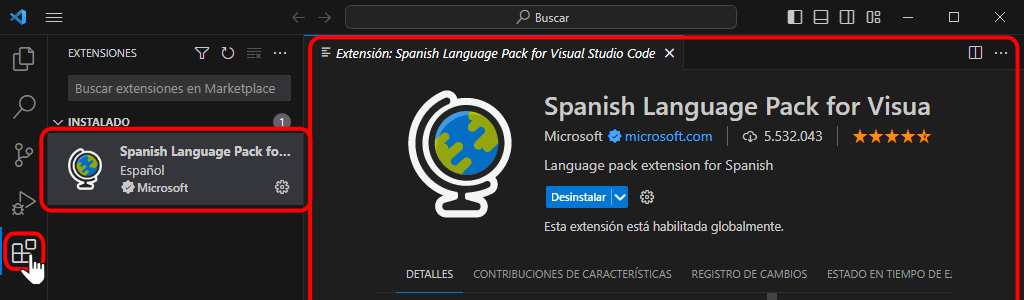 Buscar
EXTENSIONES
Buscar extensiones en Marketplace
INSTALADO 1
Spanish Language Pack fo...
Español
Microsoft
Extensión: Spanish Language Pack for Visual Studio Code
Spanish Language Pack for Visua
Microsoft microsoft.com 5.532.043
Language pack extension for Spanish
Desinstalar
Esta extensión está habilitada globalmente.
DETALLES CONTRIBUCIONES DE CARACTERÍSTICAS REGISTRO DE CAMBIOS ESTADO EN TIEMPO DE EJ